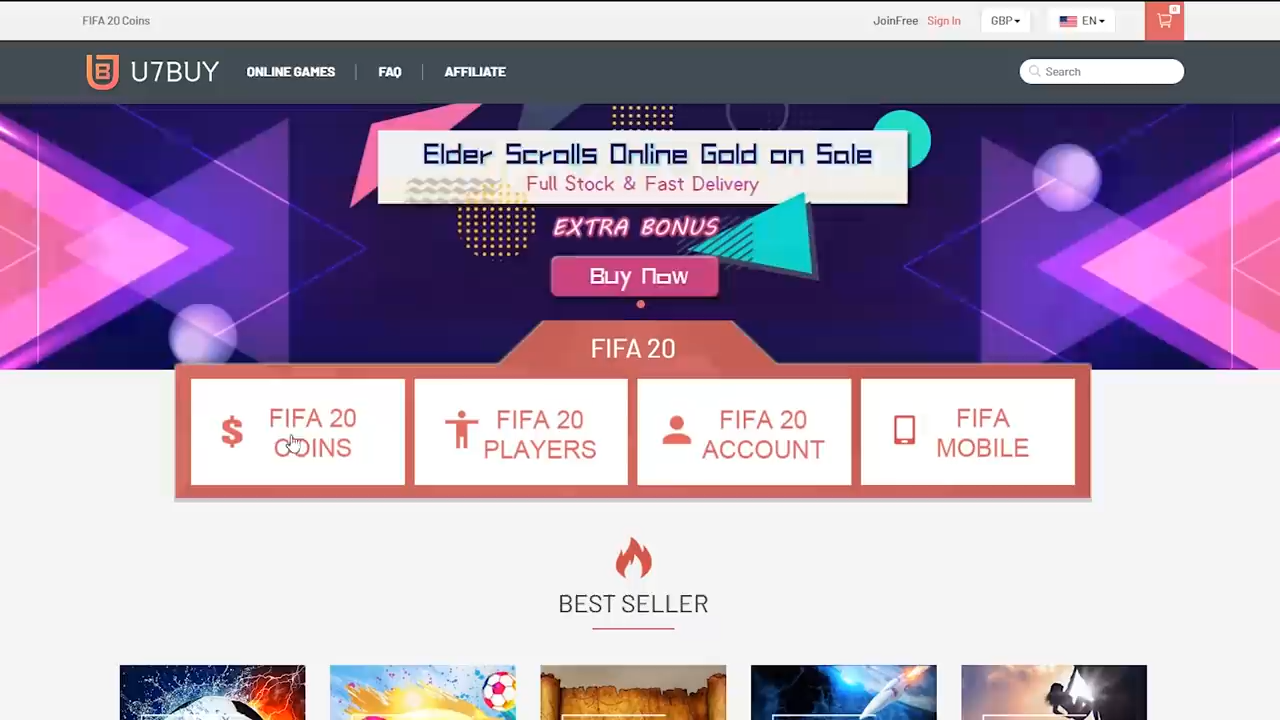 FIFA 20 Coins
JoinFree Sign In GBP EN 0
U7BUY ONLINE GAMES FAQ AFFILIATE Search
Elder Scrolls Online Gold on Sale
Full Stock & Fast Delivery
EXTRA BONUS
Buy Now
FIFA 20
$ FIFA 20
COINS
FIFA 20
PLAYERS
FIFA 20
ACCOUNT
FIFA
MOBILE
BEST SELLER